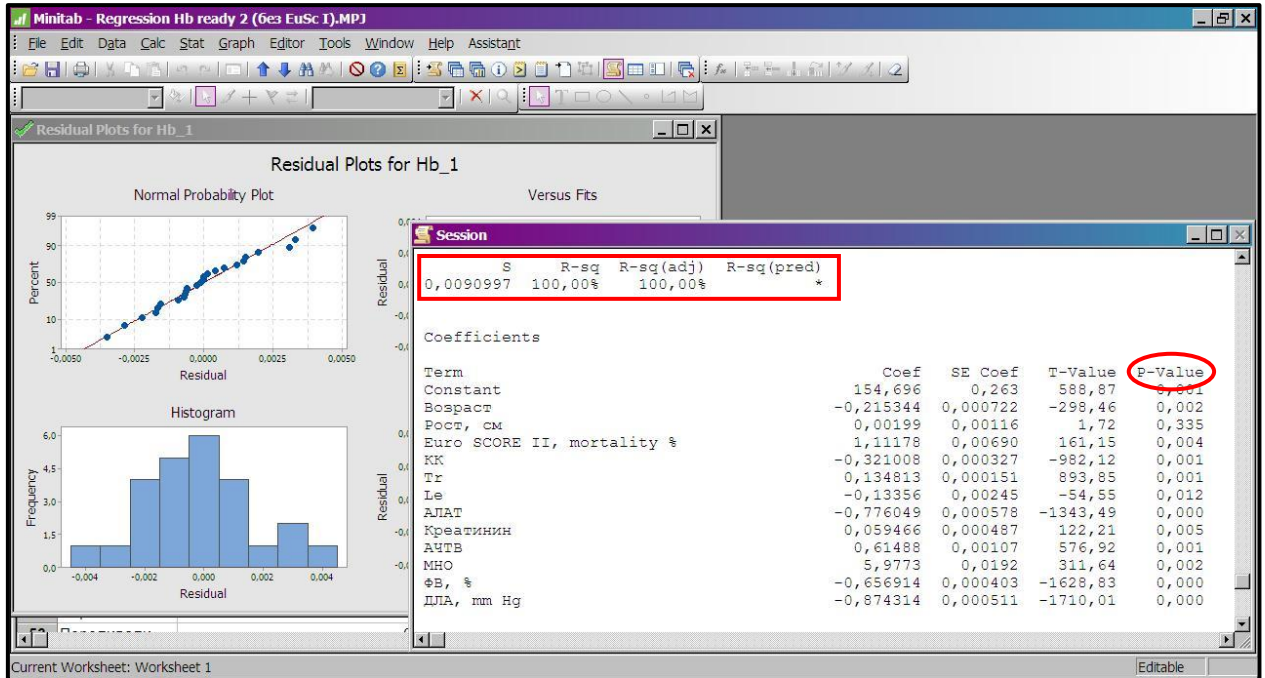 Minitab - Regression Hb ready 2 (без EuSc I).MPJ
File Edit Data Calc Stat Graph Editor Tools Window Help Assistant
Residual Plots for Hb_1
Residual Plots for Hb_1
Normal Probability Plot
99
90
50
10
1
Percent
-0,0050 -0,0025 0,0000 0,0025 0,0050
Residual
Versus Fits
Residual
Histogram
6,0
4,5
3,0
1,5
0,0
Frequency
-0,004 -0,002 0,000 0,002 0,004
Residual
Residual
Session
S R-sq R-sq(adj) R-sq(pred)
0,0090997 100,00% 100,00% *
Coefficients
Term Coef SE Coef T-Value P-Value
Constant 154,696 0,263 588,87 0,001
Возраст -0,215344 0,000722 -298,46 0,002
Рост, см 0,00199 0,00116 1,72 0,335
Euro SCORE II, mortality % 1,11178 0,00690 161,15 0,004
КК -0,321008 0,000327 -982,12 0,001
Tr 0,134813 0,000151 893,85 0,001
Le -0,13356 0,00245 -54,55 0,012
АЛАТ -0,776049 0,000578 -1343,49 0,000
Креатинин 0,059466 0,000487 122,21 0,005
АЧТВ 0,61488 0,00107 576,92 0,001
МНО 5,9773 0,0192 311,64 0,002
ФВ, % -0,656914 0,000403 -1628,83 0,000
ДЛА, mm Hg -0,874314 0,000511 -1710,01 0,000
Current Worksheet: Worksheet 1
Editable